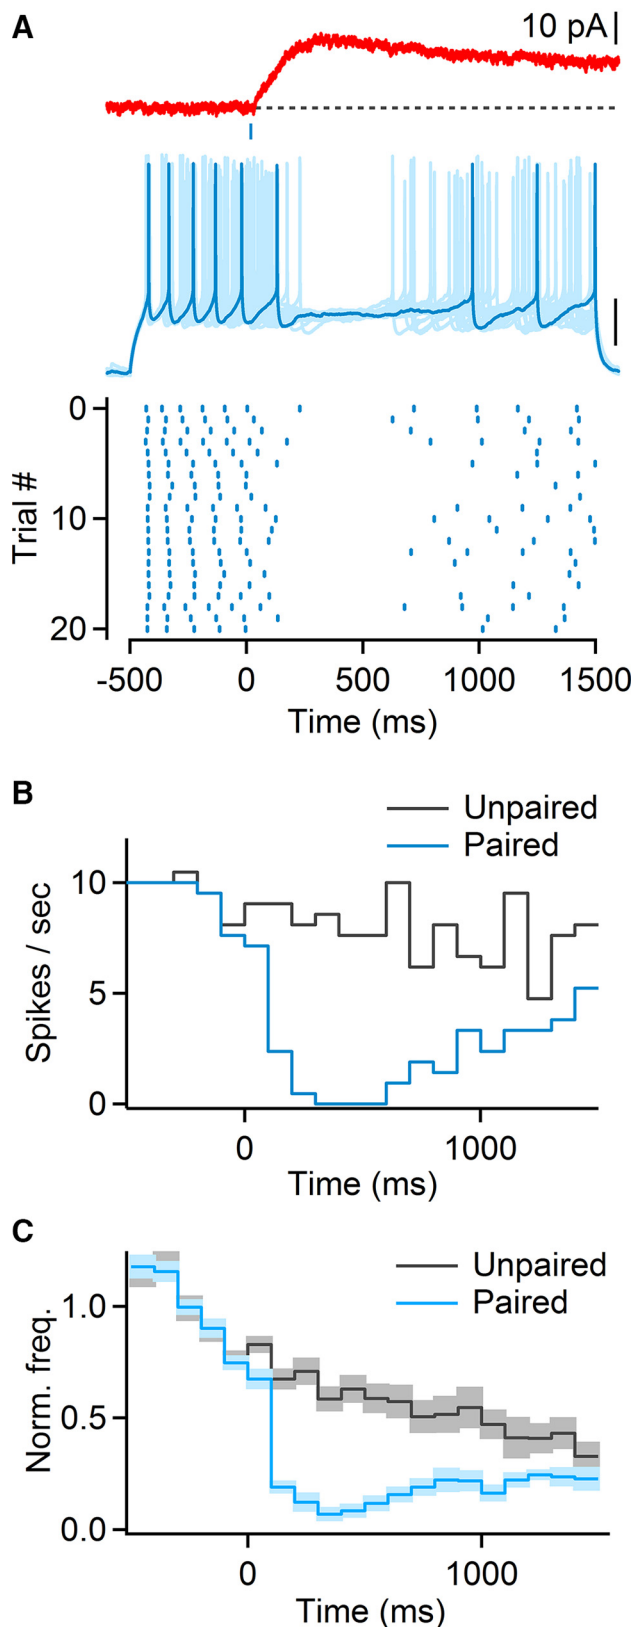 A
10 pA
0
10
20
Trial #
-500 0 500 1000 1500
Time (ms)
B
Unpaired
Paired
10
5
0
Spikes / sec
0 1000
Time (ms)
C
Unpaired
Paired
1.0
0.5
0.0
Norm. freq.
0 1000
Time (ms)